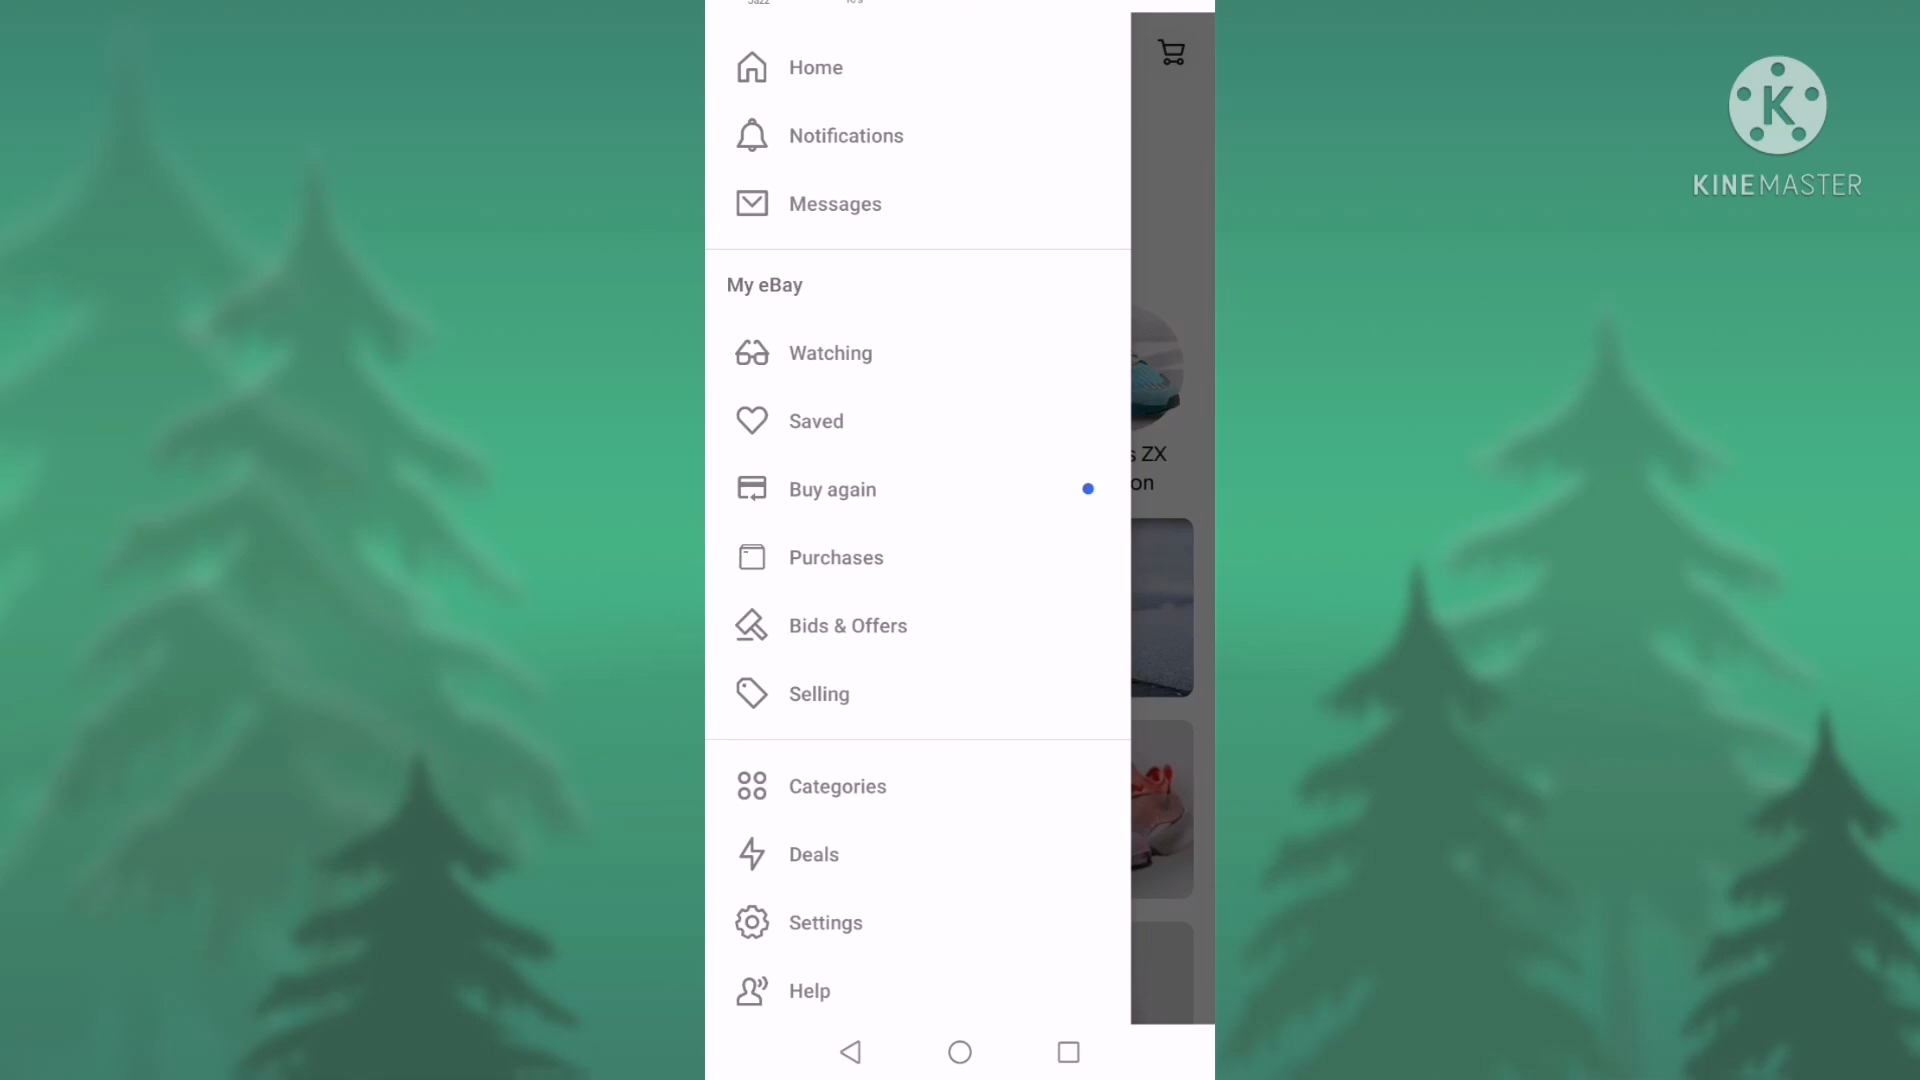 Jazz
Home
Notifications
Messages
My eBay
Watching
Saved
Buy again
Purchases
Bids & Offers
Selling
Categories
Deals
Settings
Help
ZX
on
K
KINEMASTER